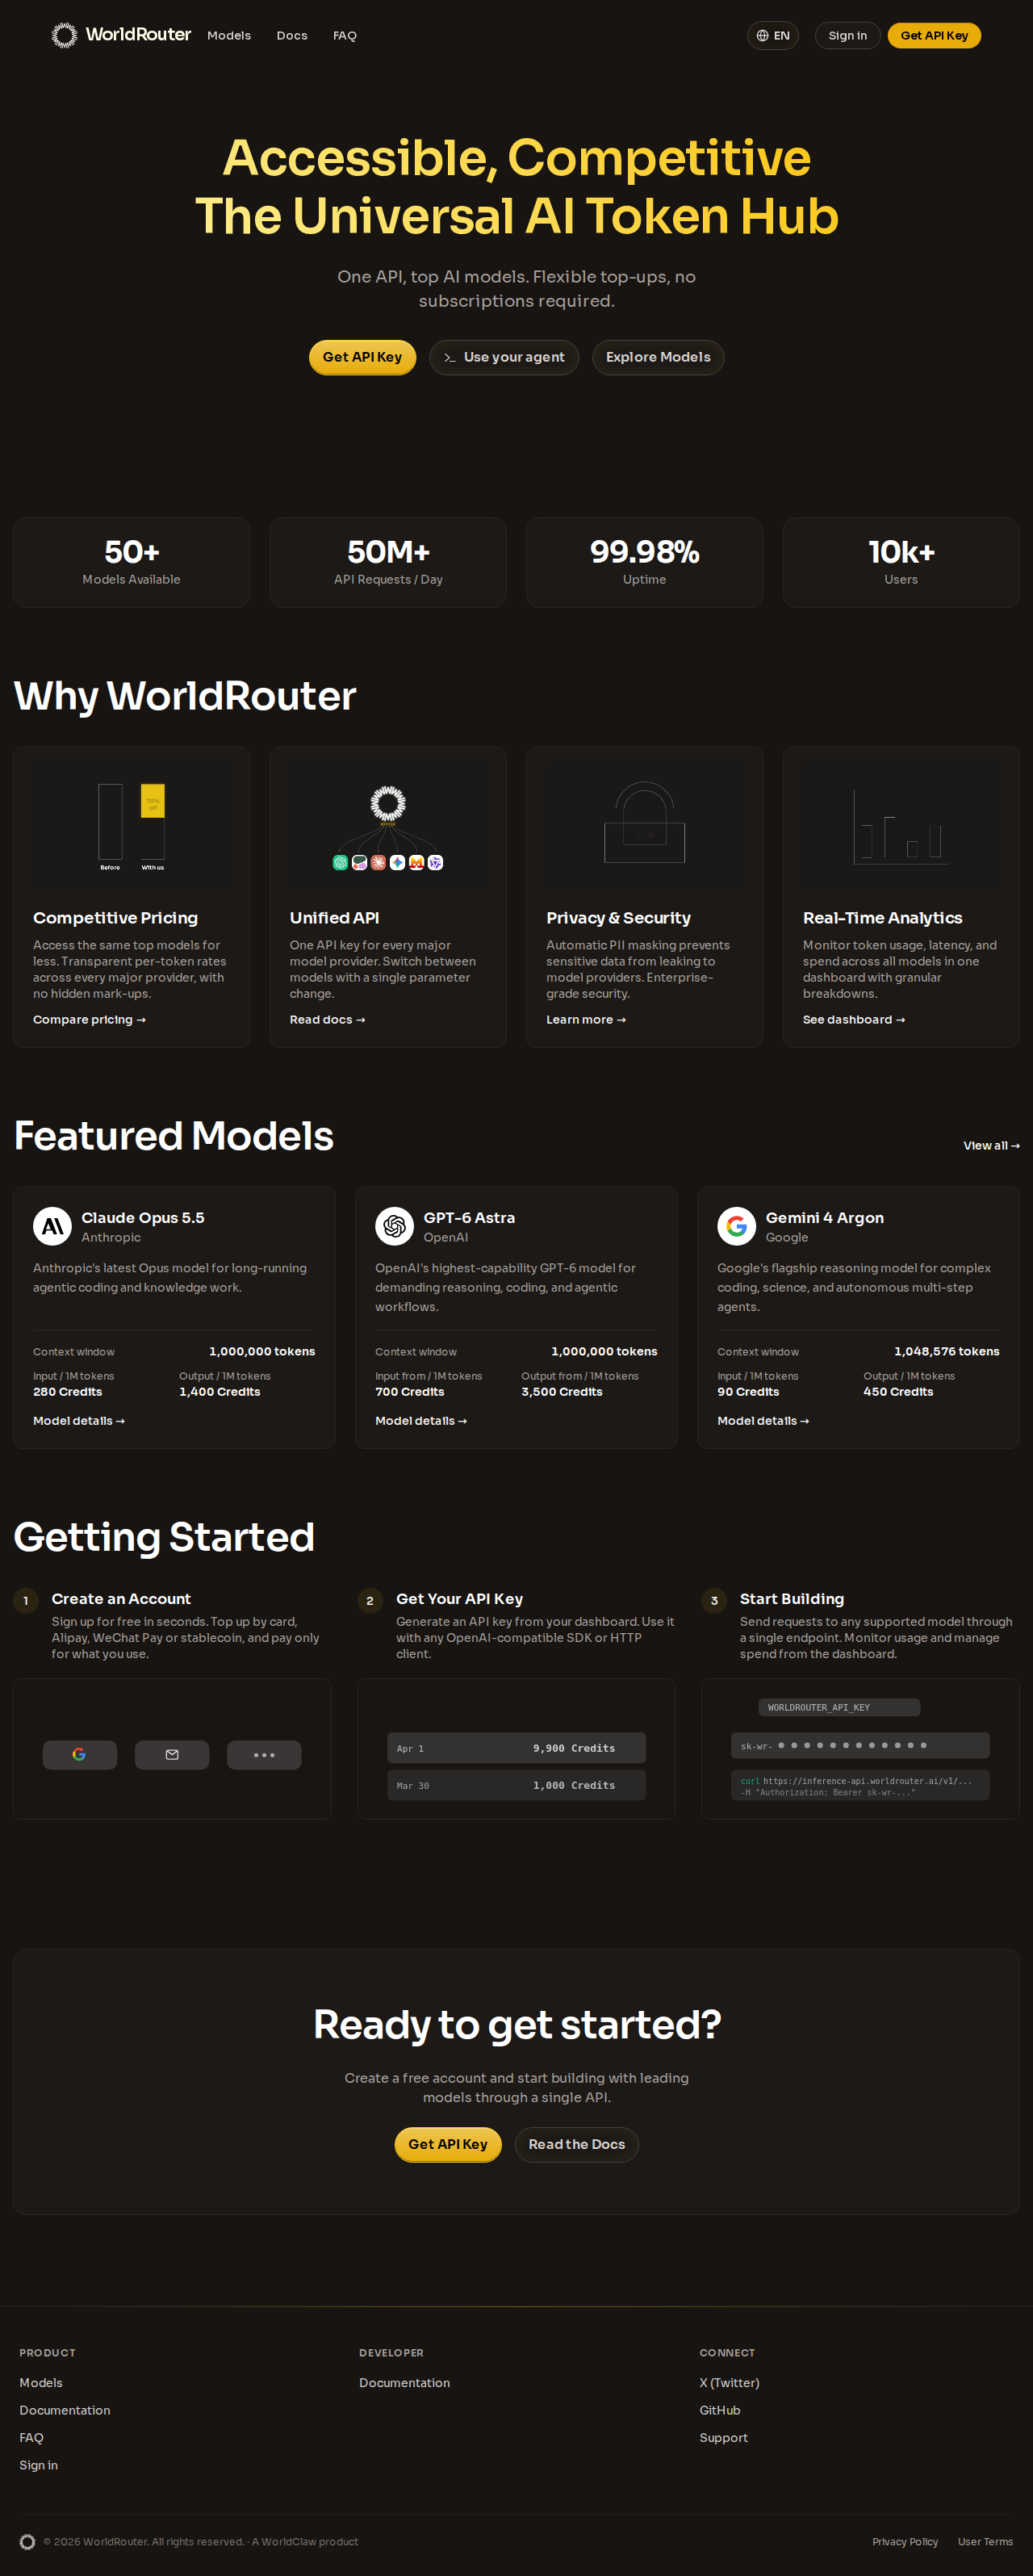 WorldRouter Models Docs FAQ EN Sign in Get API Key
Accessible, Competitive
The Universal AI Token Hub
One API, top AI models. Flexible top-ups, no
subscriptions required.
Get API Key Use your agent Explore Models
50+
Models Available
50M+
API Requests / Day
99.98%
Uptime
10k+
Users
Why WorldRouter
70%
off
Before With us
Competitive Pricing
Access the same top models for
less. Transparent per-token rates
across every major provider, with
no hidden mark-ups.
Compare pricing →
Unified API
One API key for every major
model provider. Switch between
models with a single parameter
change.
Read docs →
Privacy & Security
Automatic PII masking prevents
sensitive data from leaking to
model providers. Enterprise-
grade security.
Learn more →
Real-Time Analytics
Monitor token usage, latency, and
spend across all models in one
dashboard with granular
breakdowns.
See dashboard →
Featured Models
View all →
Claude Opus 5.5
Anthropic
Anthropic's latest Opus model for long-running
agentic coding and knowledge work.
Context window 1,000,000 tokens
Input / 1M tokens Output / 1M tokens
280 Credits 1,400 Credits
Model details →
GPT-6 Astra
OpenAI
OpenAI's highest-capability GPT-6 model for
demanding reasoning, coding, and agentic
workflows.
Context window 1,000,000 tokens
Input from / 1M tokens Output from / 1M tokens
700 Credits 3,500 Credits
Model details →
Gemini 4 Argon
Google
Google's flagship reasoning model for complex
coding, science, and autonomous multi-step
agents.
Context window 1,048,576 tokens
Input / 1M tokens Output / 1M tokens
90 Credits 450 Credits
Model details →
Getting Started
1 Create an Account
Sign up for free in seconds. Top up by card,
Alipay, WeChat Pay or stablecoin, and pay only
for what you use.
2 Get Your API Key
Generate an API key from your dashboard. Use it
with any OpenAI-compatible SDK or HTTP
client.
Apr 1 9,900 Credits
Mar 30 1,000 Credits
3 Start Building
Send requests to any supported model through
a single endpoint. Monitor usage and manage
spend from the dashboard.
WORLDROUTER_API_KEY
sk-wr-
curl https://inference-api.worldrouter.ai/v1/...
-H "Authorization: Bearer sk-wr-..."
Ready to get started?
Create a free account and start building with leading
models through a single API.
Get API Key Read the Docs
PRODUCT
Models
Documentation
FAQ
Sign in
DEVELOPER
Documentation
CONNECT
X (Twitter)
GitHub
Support
© 2026 WorldRouter. All rights reserved. · A WorldClaw product
Privacy Policy User Terms